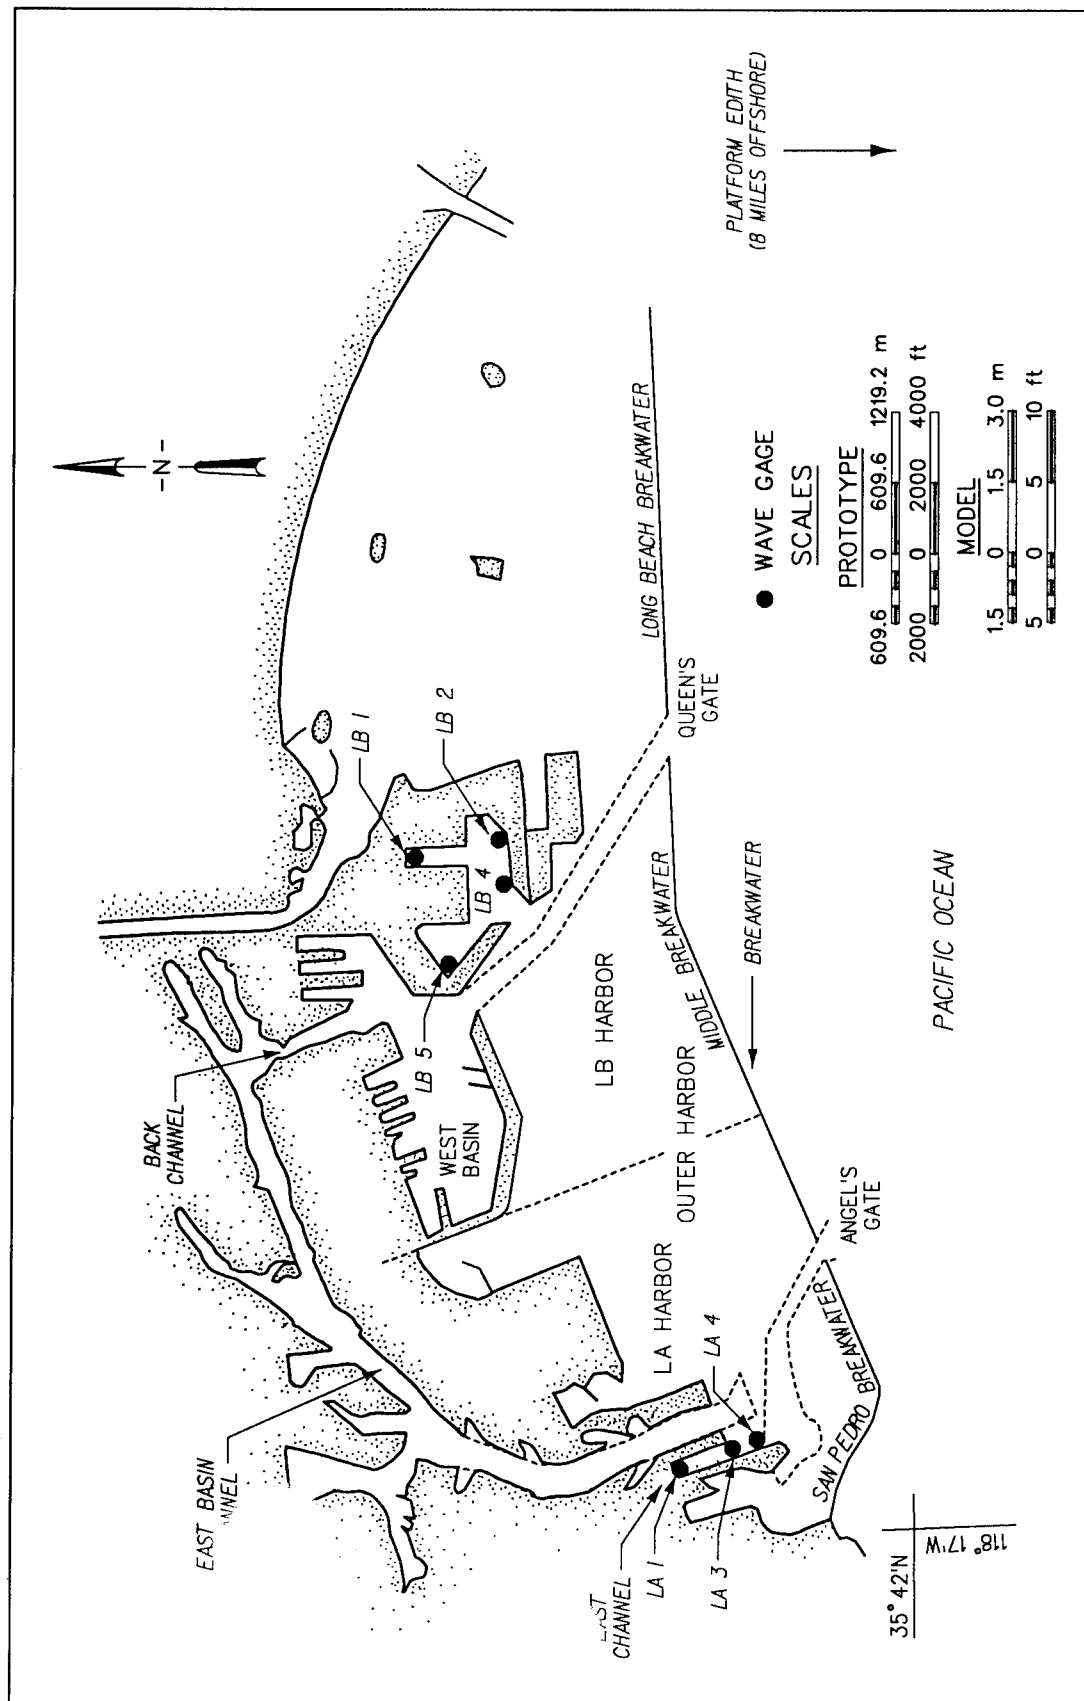 -N-
PLATFORM EDITH
(8 MILES OFFSHORE)
BACK
CHANNEL
EAST BASIN
NNEL
LB 1
LB 2
LB 4
LB 5
WEST
BASIN
LONG BEACH BREAKWATER
QUEEN'S
GATE
LB HARBOR
MIDDLE BREAKWATER
BREAKWATER
OUTER HARBOR
LA HARBOR
ANGEL'S
GATE
LA 4
SAN PEDRO BREAKWATER
CHANNEL
LA 1
LA 3
PACIFIC OCEAN
35° 42'N
118° 17'W
WAVE GAGE
SCALES
PROTOTYPE
609.6 0 609.6 1219.2 m
2000 0 2000 4000 ft
MODEL
1.5 0 1.5 3.0 m
5 0 5 10 ft